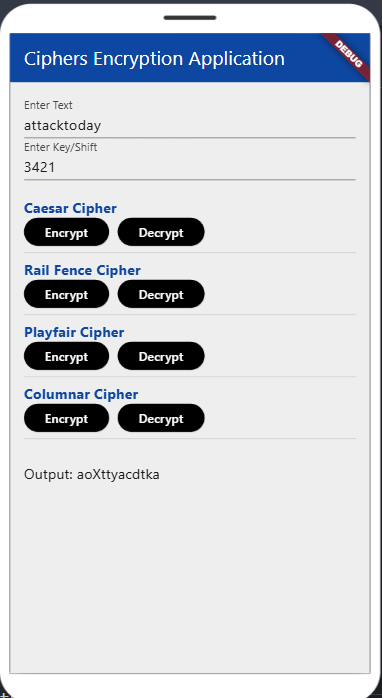 Ciphers Encryption Application
DEBUG
Enter Text
attacktoday
Enter Key/Shift
3421
Caesar Cipher
Encrypt Decrypt
Rail Fence Cipher
Encrypt Decrypt
Playfair Cipher
Encrypt Decrypt
Columnar Cipher
Encrypt Decrypt
Output: aoXttyacdtka